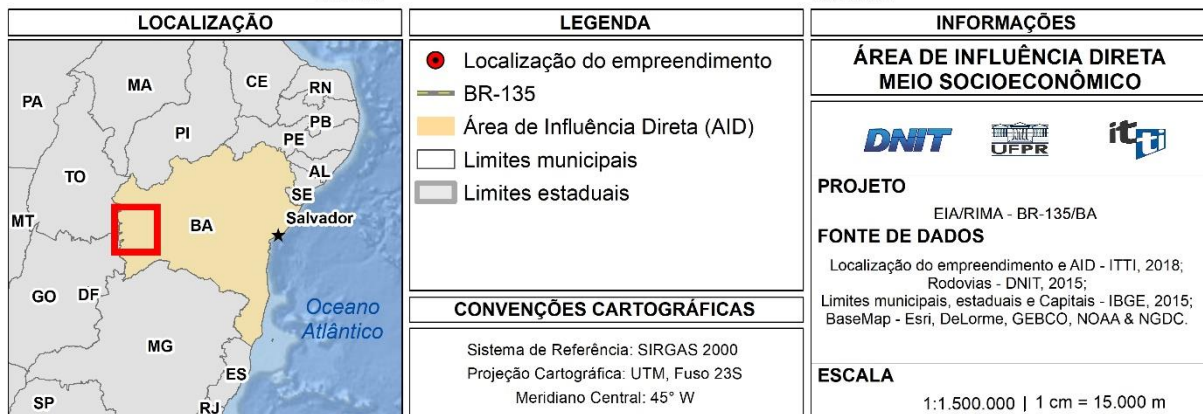 LOCALIZAÇÃO
PA
MA
CE
RN
PB
PI
PE
AL
TO
SE
MT
BA
Salvador
GO
DF
Oceano
Atlântico
MG
ES
SP
RJ
LEGENDA
Localização do empreendimento
BR-135
Área de Influência Direta (AID)
Limites municipais
Limites estaduais
CONVENÇÕES CARTOGRÁFICAS
Sistema de Referência: SIRGAS 2000
Projeção Cartográfica: UTM, Fuso 23S
Meridiano Central: 45° W
INFORMAÇÕES
ÁREA DE INFLUÊNCIA DIRETA
MEIO SOCIOECONÔMICO
DNIT
UFPR
itti
PROJETO
EIA/RIMA - BR-135/BA
FONTE DE DADOS
Localização do empreendimento e AID - ITTI, 2018;
Rodovias - DNIT, 2015;
Limites municipais, estaduais e Capitais - IBGE, 2015;
BaseMap - Esri, DeLorme, GEBCO, NOAA & NGDC.
ESCALA
1:1.500.000 | 1 cm = 15.000 m